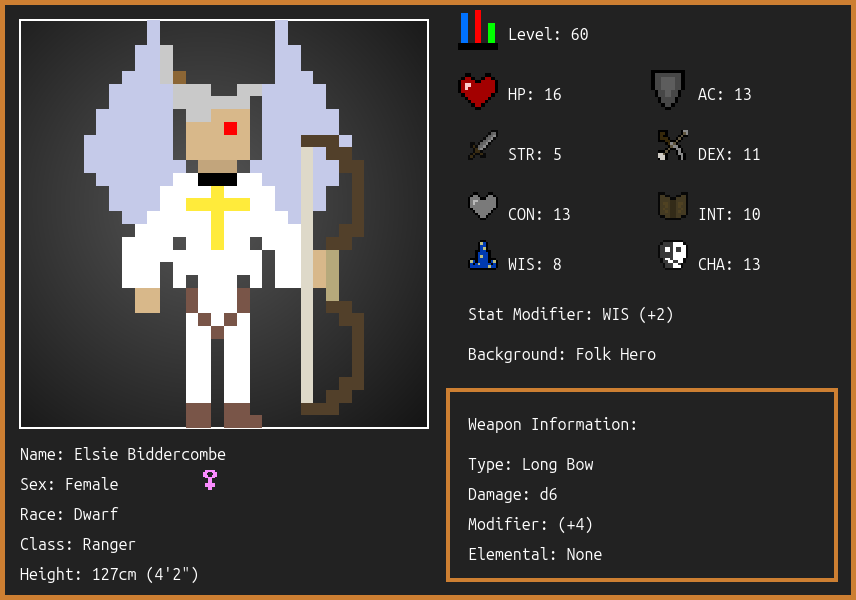 Level: 60
HP: 16
AC: 13
STR: 5
DEX: 11
CON: 13
INT: 10
WIS: 8
CHA: 13
Stat Modifier: WIS (+2)
Background: Folk Hero
Weapon Information:
Type: Long Bow
Damage: d6
Modifier: (+4)
Elemental: None
Name: Elsie Biddercombe
Sex: Female
Race: Dwarf
Class: Ranger
Height: 127cm (4'2")